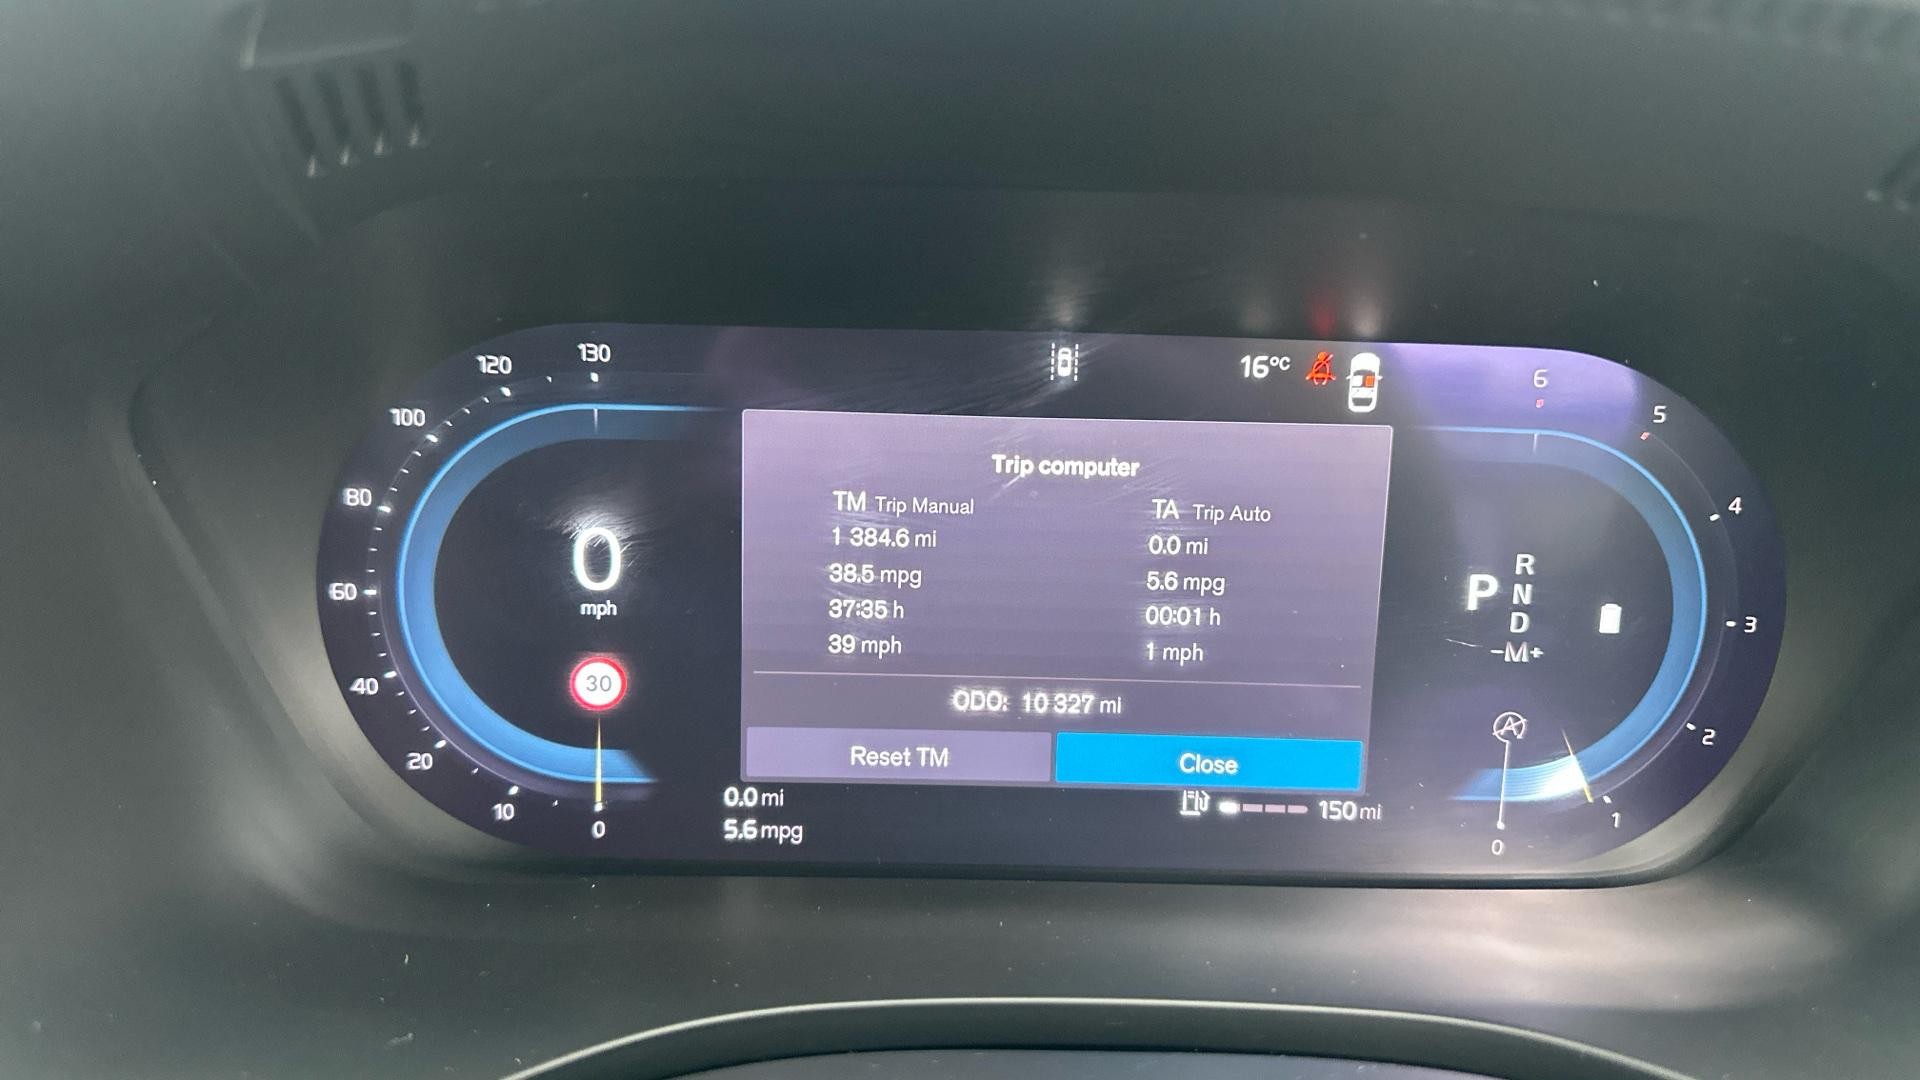 130
120
100
80
60
40
20
10
0
0
mph
30
16°C
Trip computer
TM Trip Manual
1 384.6 mi
38.5 mpg
37:35 h
39 mph
TA Trip Auto
0.0 mi
5.6 mpg
00:01 h
1 mph
ODO: 10 327 mi
Reset TM
Close
0.0 mi
5.6 mpg
150 mi
P
R
N
D
-M+
A
6
5
4
3
2
1
0